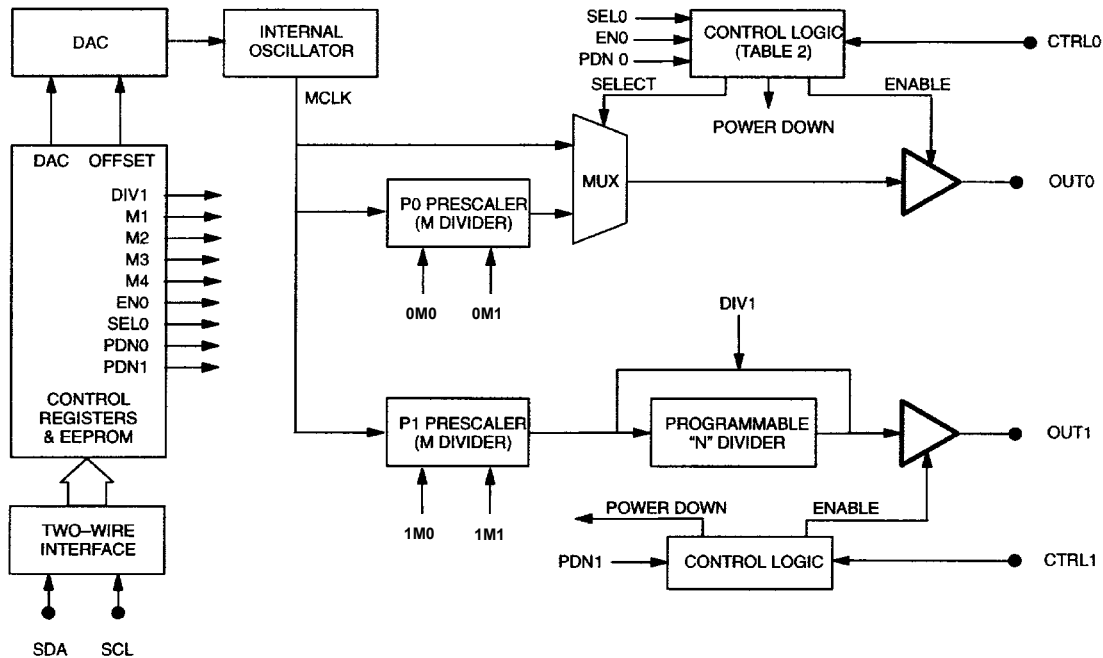 DAC
INTERNAL
OSCILLATOR
MCLK
SEL0
EN0
PDN 0
CONTROL LOGIC
(TABLE 2)
CTRL0
SELECT
POWER DOWN
ENABLE
MUX
OUT0
P0 PRESCALER
(M DIVIDER)
0M0
0M1
DAC
OFFSET
DIV1
M1
M2
M3
M4
EN0
SEL0
PDN0
PDN1
CONTROL
REGISTERS
& EEPROM
TWO–WIRE
INTERFACE
SDA
SCL
P1 PRESCALER
(M DIVIDER)
1M0
1M1
DIV1
PROGRAMMABLE
“N” DIVIDER
OUT1
POWER DOWN
ENABLE
PDN1
CONTROL LOGIC
CTRL1